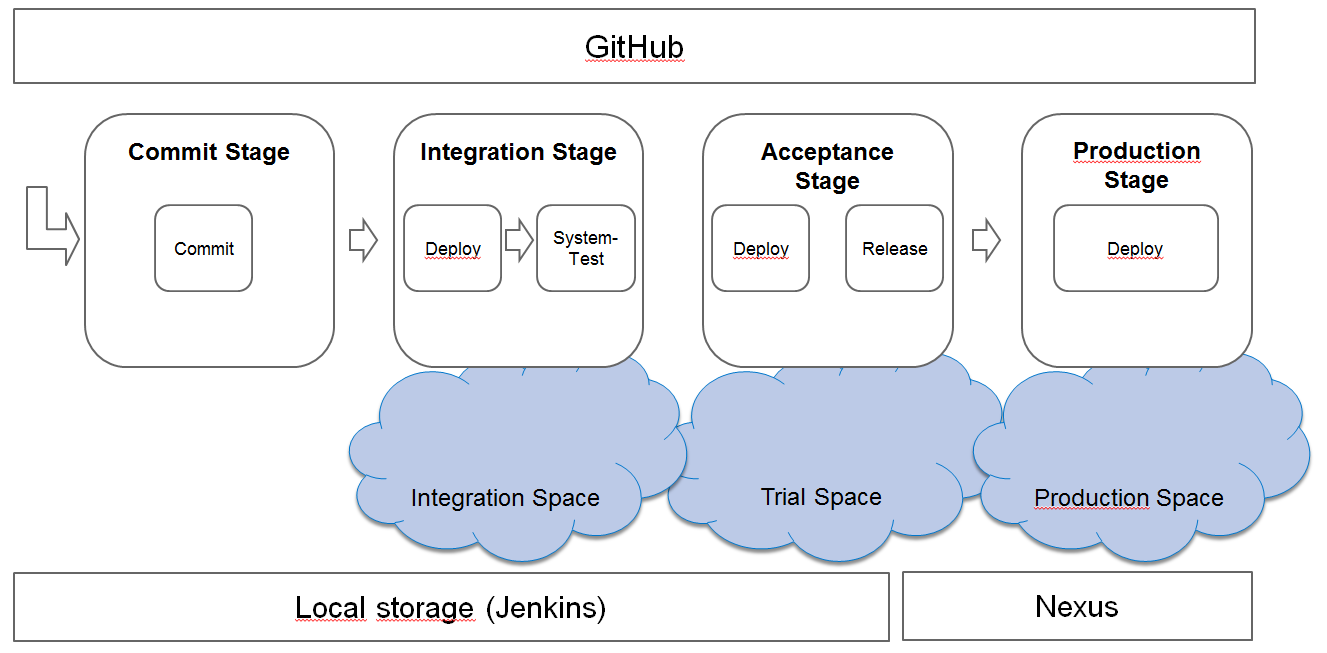 GitHub
Commit Stage
Commit
Integration Stage
Deploy
System-
Test
Acceptance
Stage
Deploy
Release
Production
Stage
Deploy
Integration Space
Trial Space
Production Space
Local storage (Jenkins)
Nexus